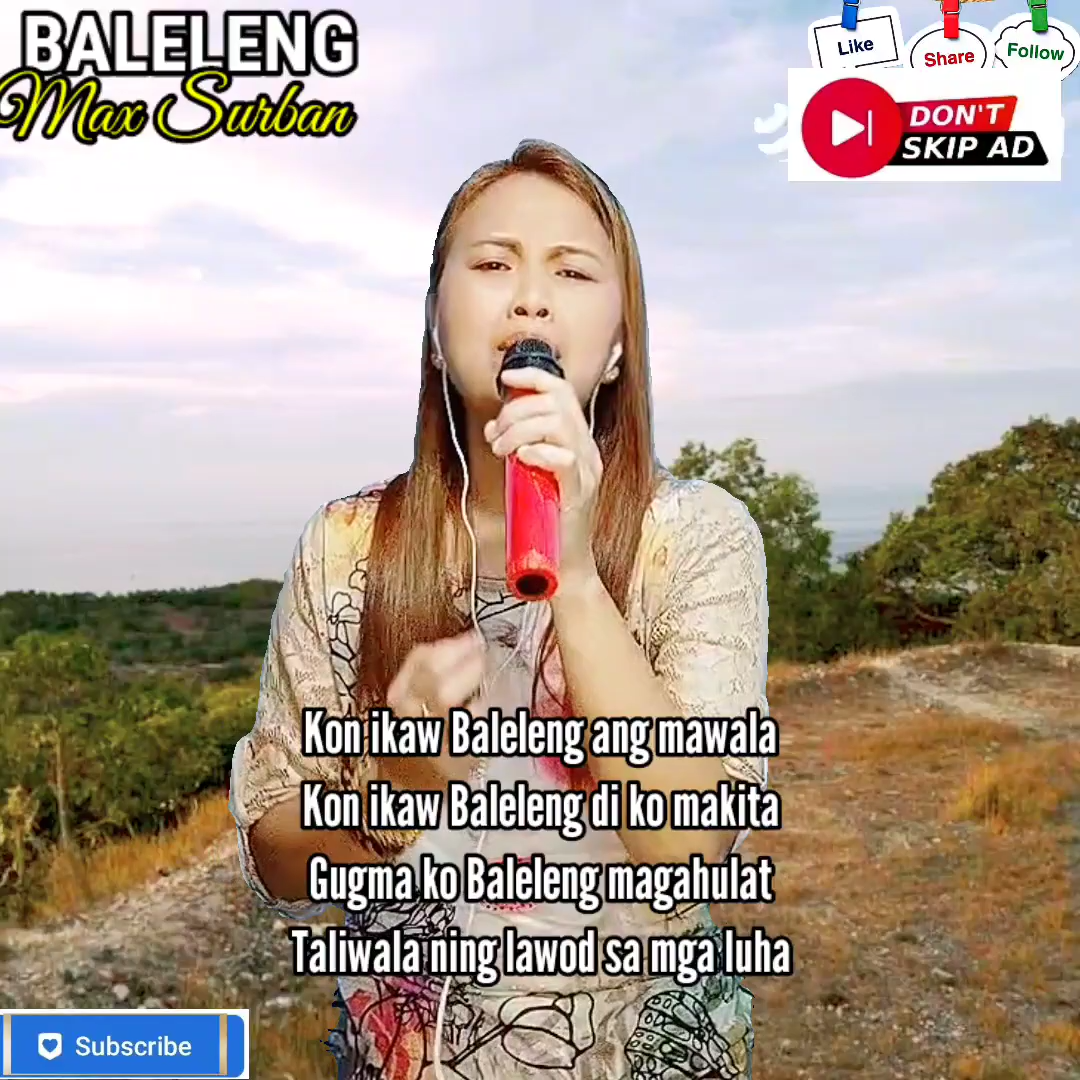 BALELENG
Max Surban
Like
Share
Follow
DON'T
SKIP AD
Kon ikaw Baleleng ang mawala
Kon ikaw Baleleng di ko makita
Gugma ko Baleleng magahulat
Taliwala ning lawod sa mga luha
Subscribe